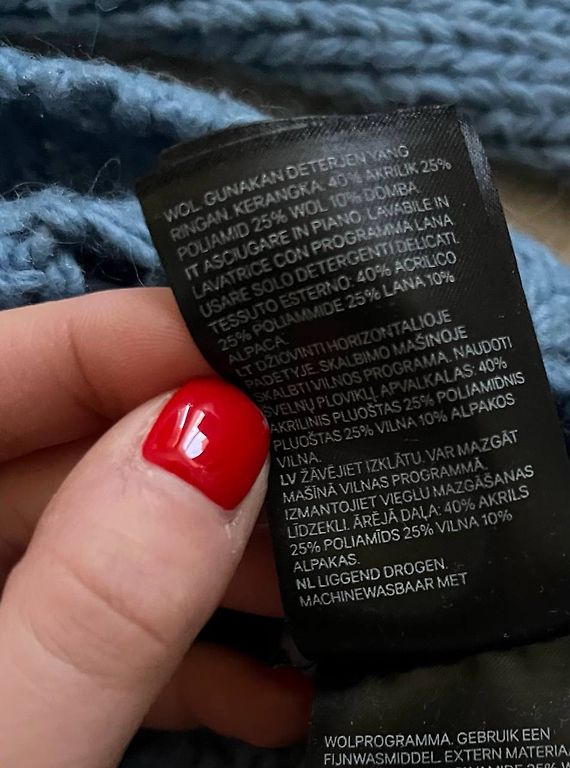 WOL. GUNAKAN DETERJEN YANG
RINGAN. KERANGKA. 40% AKRILIK 25%
POLIAMID 25% WOL 10% DOMBA
IT ASCIUGARE IN PIANO. LAVABILE IN
LAVATRICE CON PROGRAMMA LANA
USARE SOLO DETERGENTI DELICATI.
TESSUTO ESTERNO: 40% ACRILICO
25% POLIAMMIDE 25% LANA 10%
ALPACA.
LT DŽIOVINTI HORIZONTALIOJE
PADĖTYJE. SKALBIMO MAŠINOJE
SKALBTI VILNOS PROGRAMA. NAUDOTI
ŠVELNŲ PLOVIKLĮ. APVALKALAS: 40%
AKRILINIS PLUOŠTAS 25% POLIAMIDNIS
PLUOŠTAS 25% VILNA 10% ALPAKOS
VILNA.
LV ŽĀVĒJIET IZKLĀTU. VAR MAZGĀT
MAŠĪNĀ VILNAS PROGRAMMĀ.
IZMANTOJIET VIEGLU MAZGĀŠANAS
LĪDZEKLI. ĀRĒJĀ DAĻA: 40% AKRILS
25% POLIAMĪDS 25% VILNA 10%
ALPAKAS.
NL LIGGEND DROGEN.
MACHINEWASBAAR MET
WOLPROGRAMMA. GEBRUIK EEN
FIJNWASMIDDEL. EXTERN MATERIA